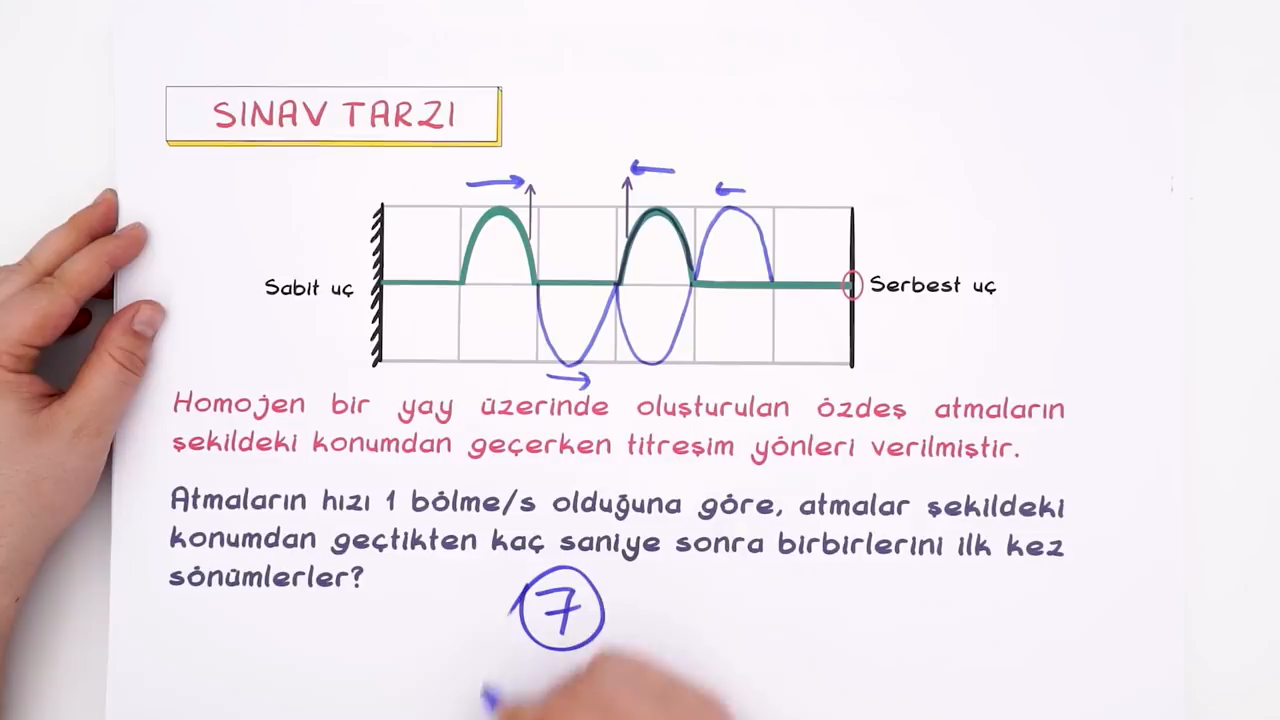 SINAV TARZI
Sabit uç
Serbest uç
Homojen bir yay üzerinde oluşturulan özdeş atmaların
şekildeki konumdan geçerken titreşim yönleri verilmiştir.
Atmaların hızı 1 bölme/s olduğuna göre, atmalar şekildeki
konumdan geçtikten kaç saniye sonra birbirlerini ilk kez
sönümlerler?
7